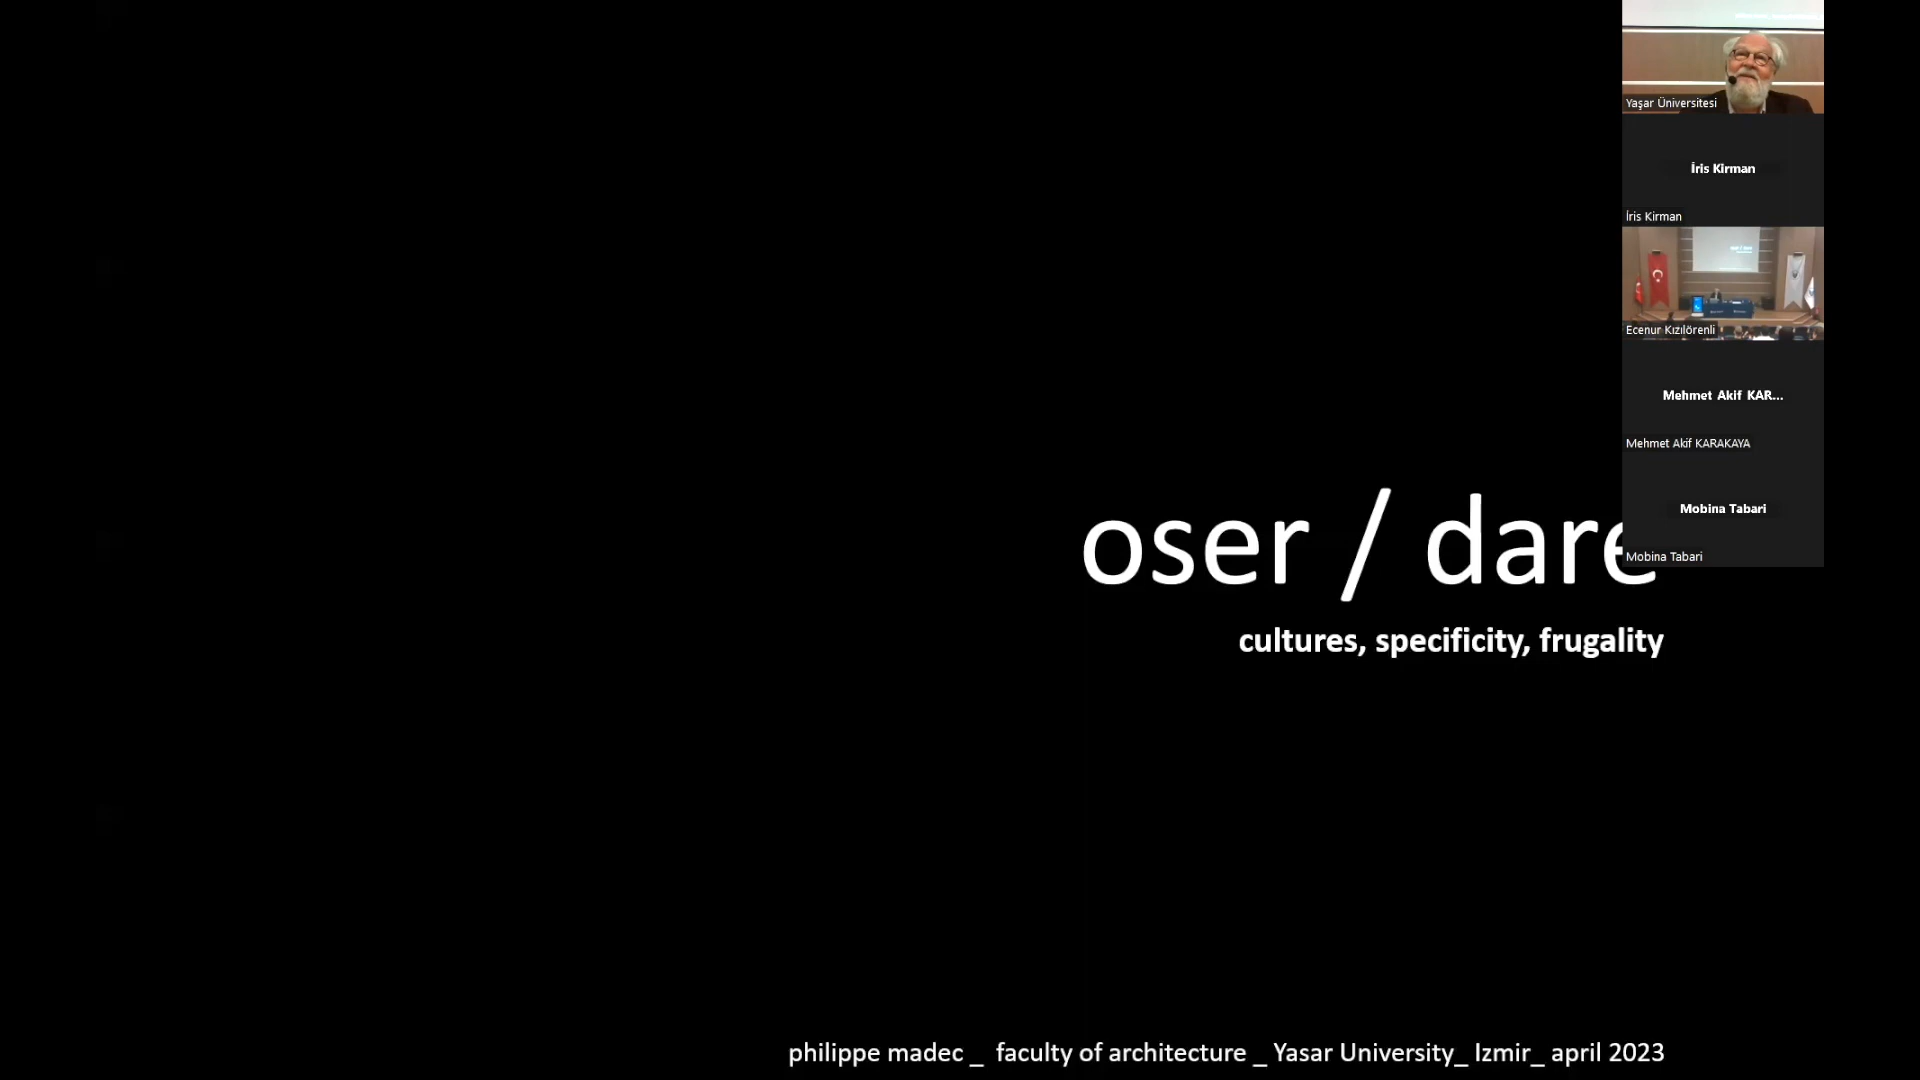 Yaşar Üniversitesi
İris Kirman
İris Kirman
Ecenur Kızılörenli
Mehmet Akif KAR...
Mehmet Akif KARAKAYA
Mobina Tabari
Mobina Tabari
oser / dare
cultures, specificity, frugality
philippe madec _ faculty of architecture _ Yasar University_ Izmir_ april 2023